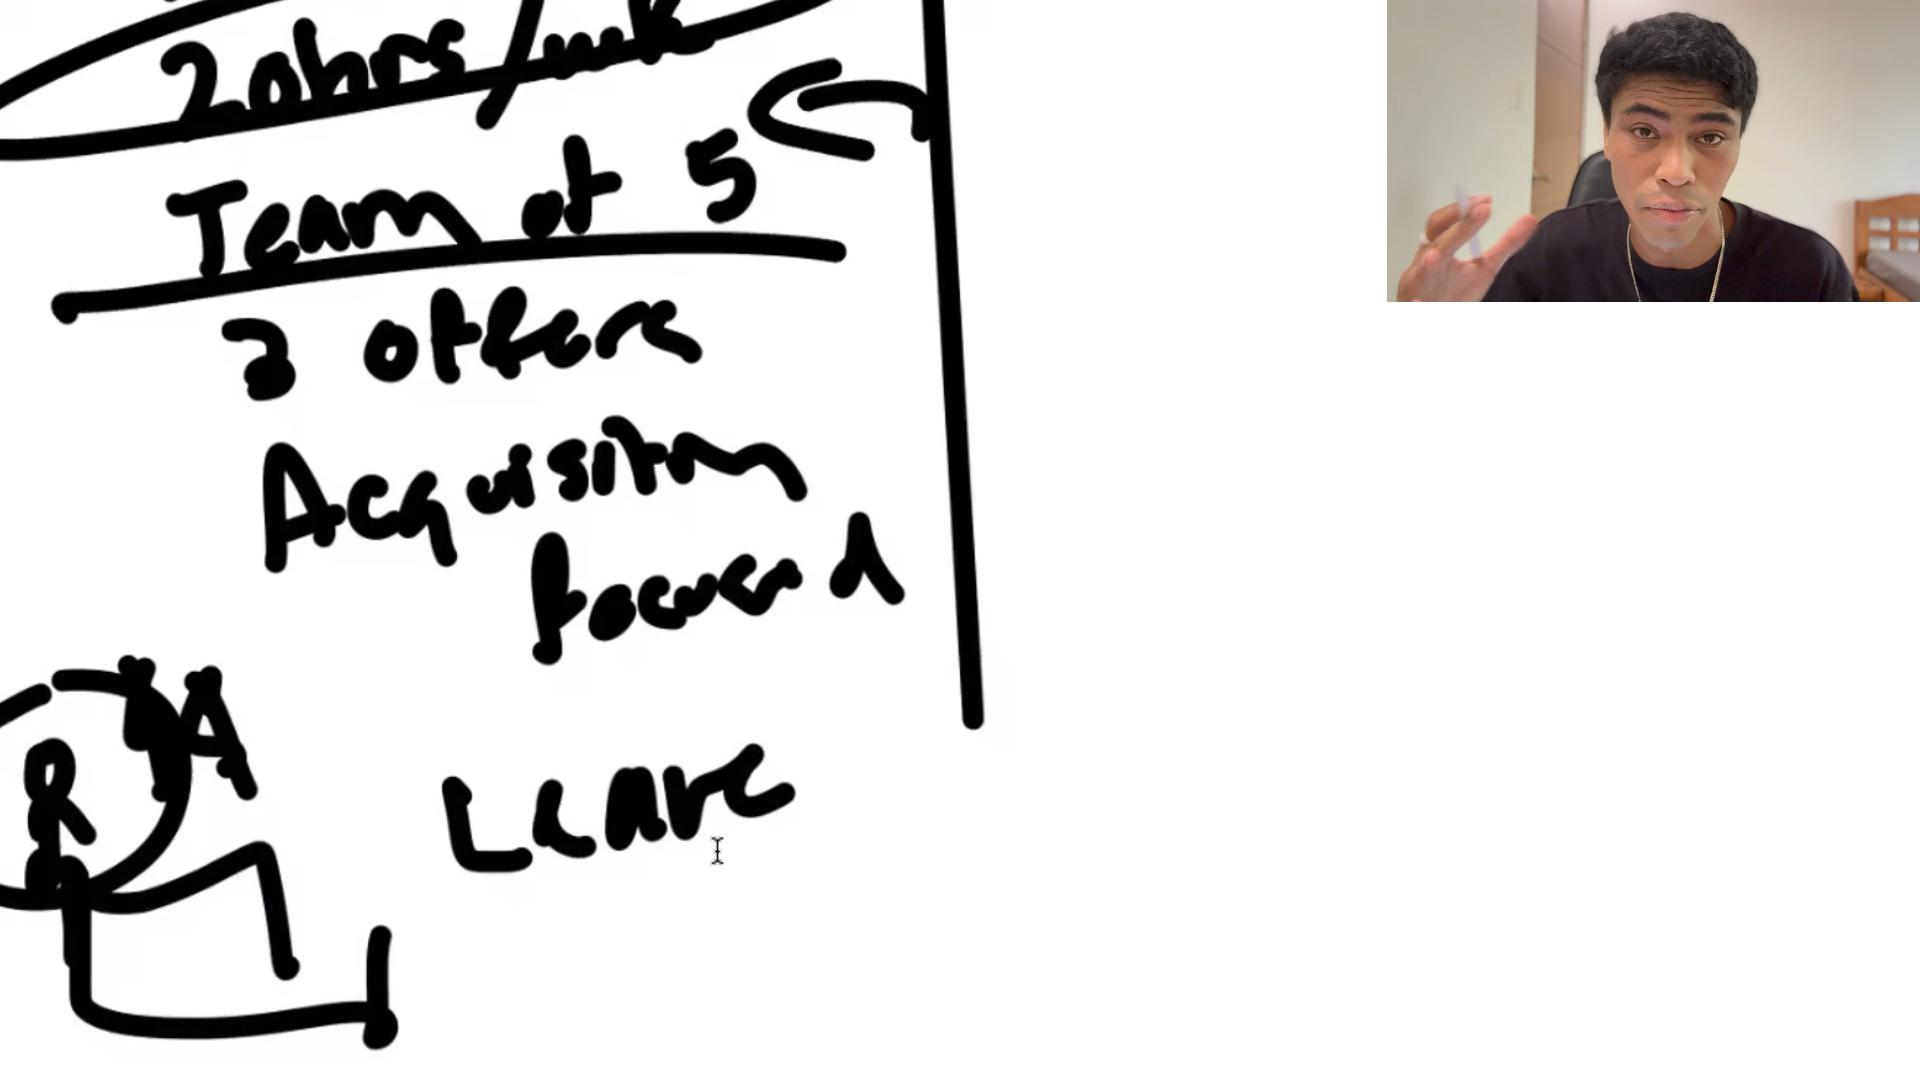 20hrs/wk
Team of 5
3 offers
Acquisition
focused
A
R
Leave